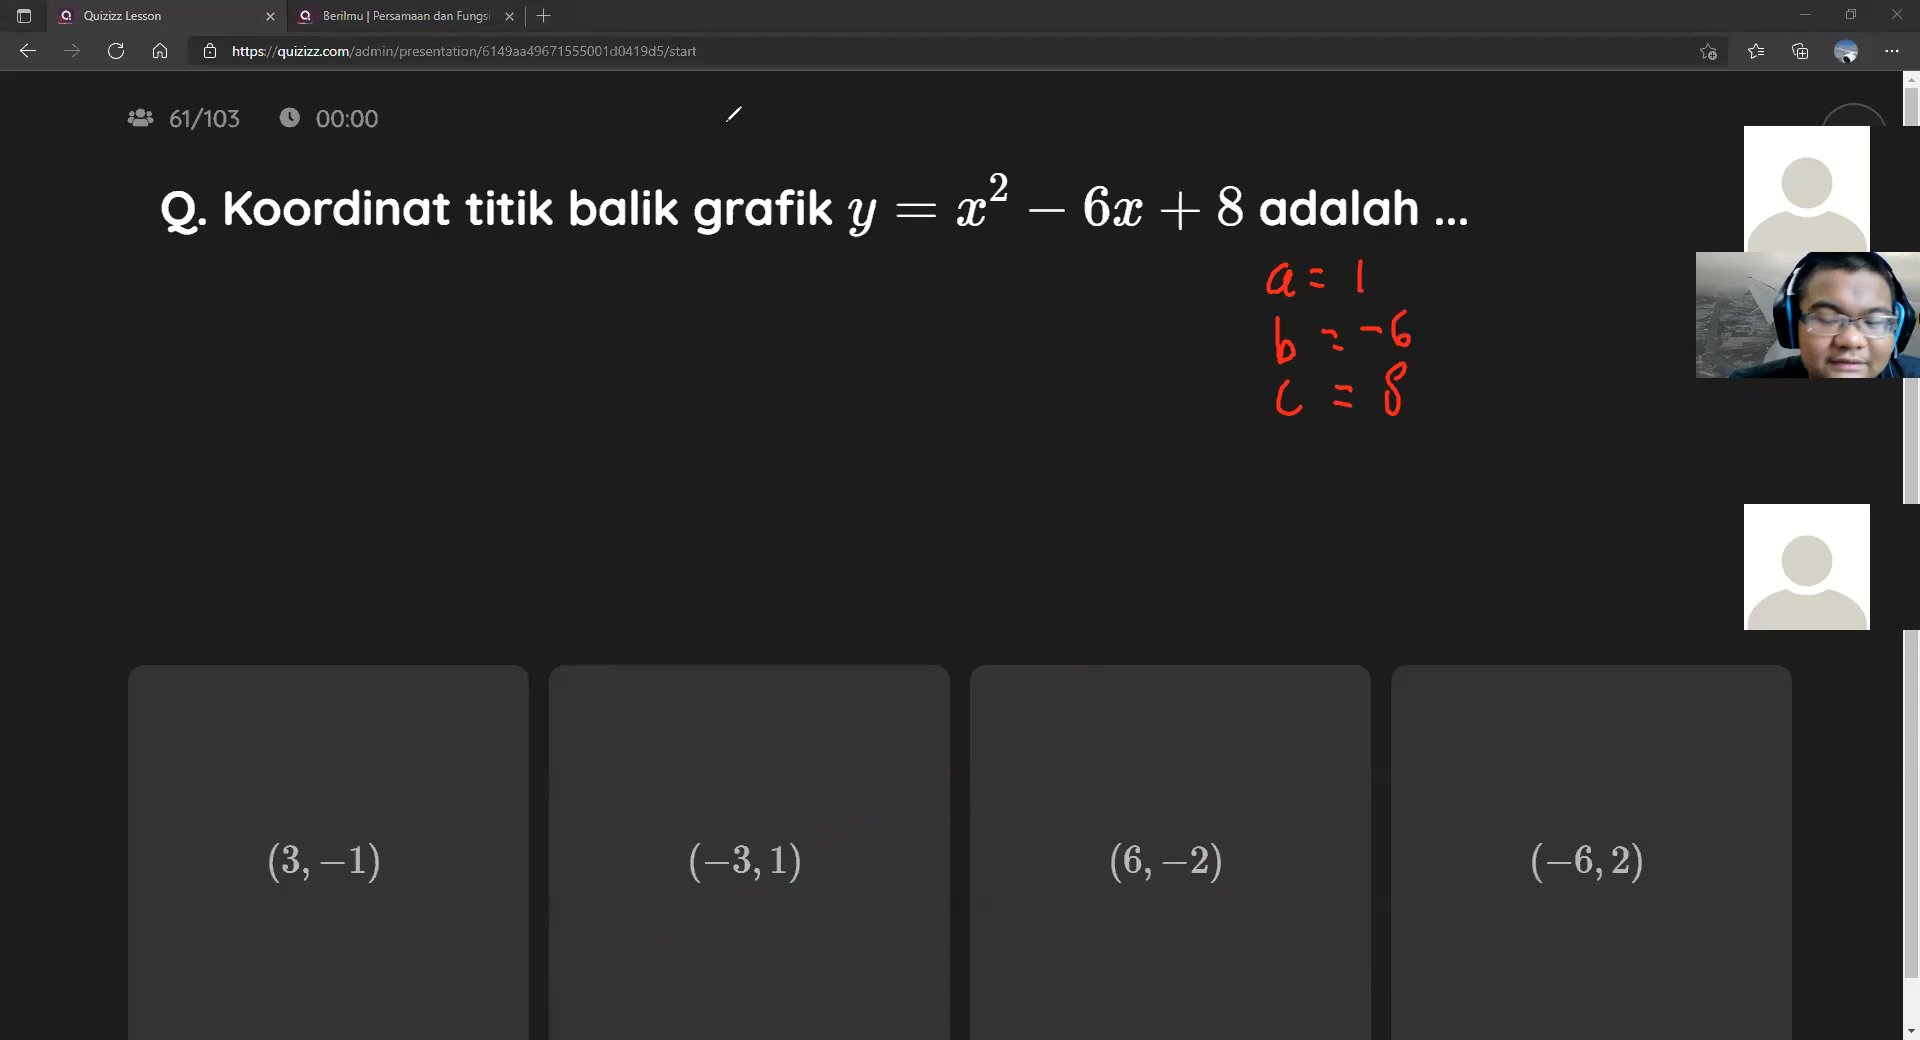 Quizizz Lesson
Berilmu | Persamaan dan Fungsi
https://quizizz.com/admin/presentation/6149aa49671555001d0419d5/start
61/103 00:00
Q. Koordinat titik balik grafik y = x² − 6x + 8 adalah ...
a = 1
b = -6
c = 8
(3, −1)
(−3, 1)
(6, −2)
(−6, 2)